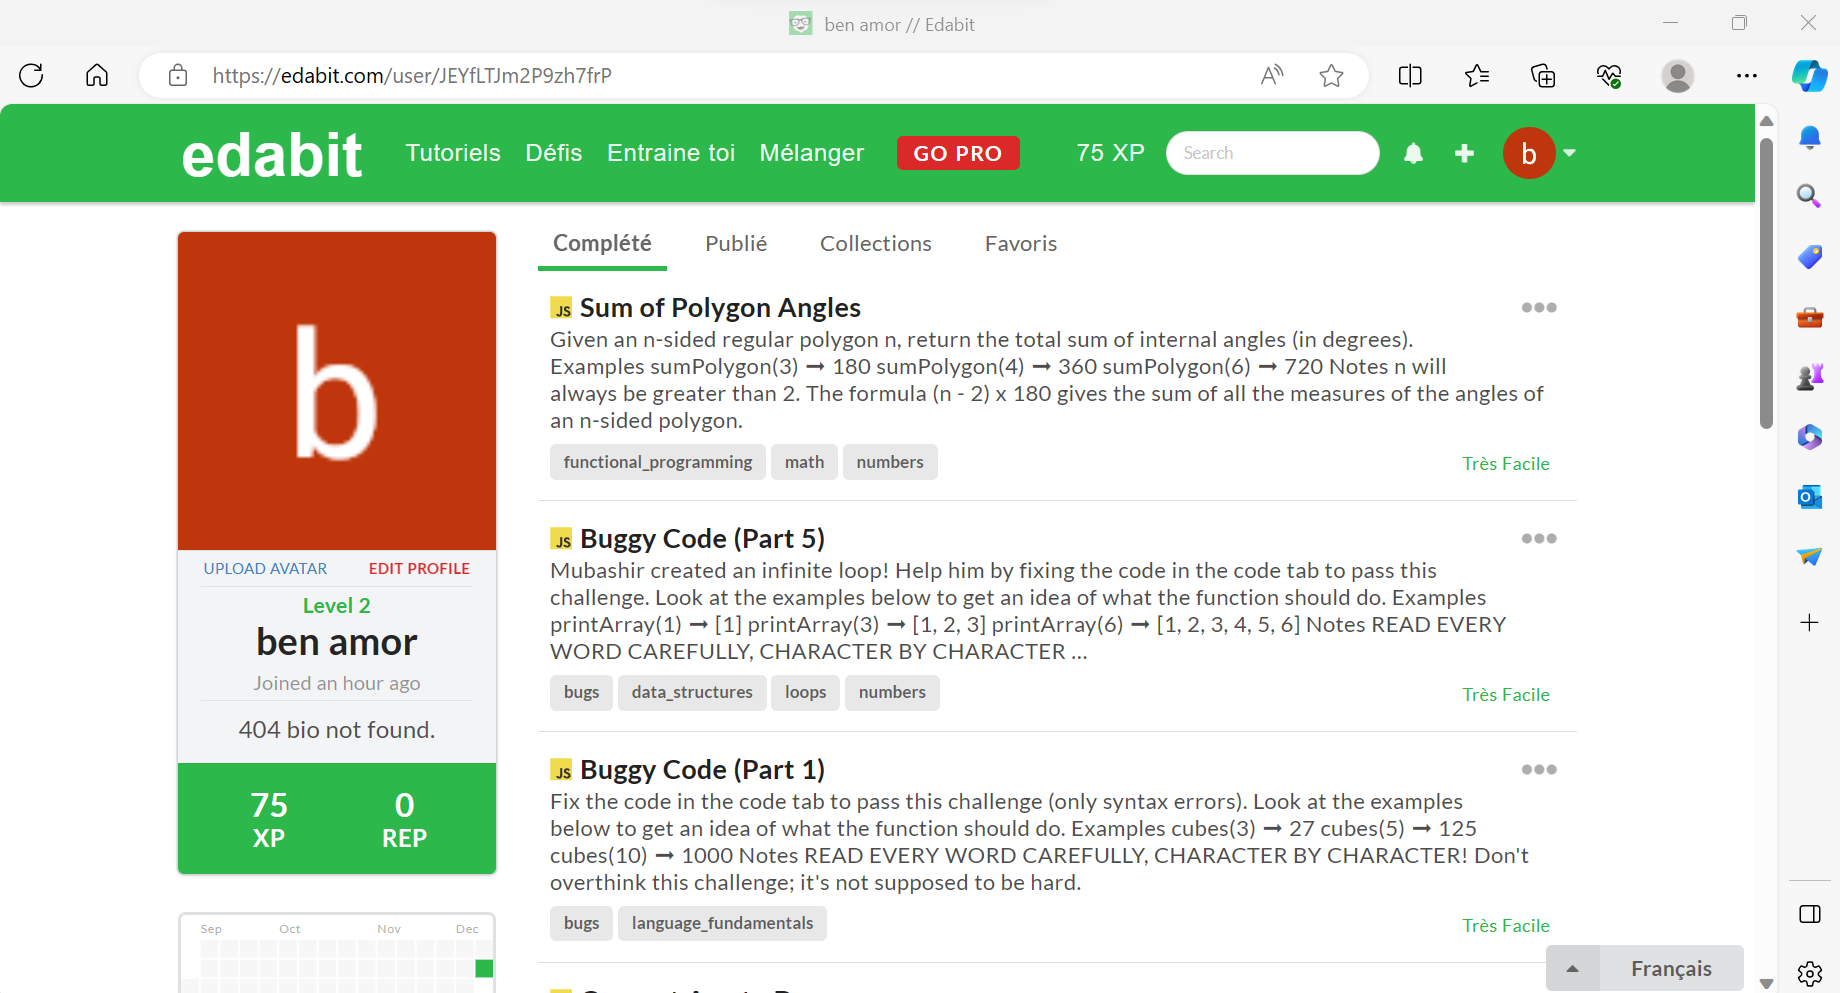 ben amor // Edabit
https://edabit.com/user/JEYfLTJm2P9zh7frP
edabit Tutoriels Défis Entraine toi Mélanger GO PRO 75 XP Search b
Complété Publié Collections Favoris
b
UPLOAD AVATAR EDIT PROFILE
Level 2
ben amor
Joined an hour ago
404 bio not found.
75 0
XP REP
Sep Oct Nov Dec
JS Sum of Polygon Angles
Given an n-sided regular polygon n, return the total sum of internal angles (in degrees).
Examples sumPolygon(3) ➞ 180 sumPolygon(4) ➞ 360 sumPolygon(6) ➞ 720 Notes n will
always be greater than 2. The formula (n - 2) x 180 gives the sum of all the measures of the angles of
an n-sided polygon.
functional_programming math numbers Très Facile
JS Buggy Code (Part 5)
Mubashir created an infinite loop! Help him by fixing the code in the code tab to pass this
challenge. Look at the examples below to get an idea of what the function should do. Examples
printArray(1) ➞ [1] printArray(3) ➞ [1, 2, 3] printArray(6) ➞ [1, 2, 3, 4, 5, 6] Notes READ EVERY
WORD CAREFULLY, CHARACTER BY CHARACTER ...
bugs data_structures loops numbers Très Facile
JS Buggy Code (Part 1)
Fix the code in the code tab to pass this challenge (only syntax errors). Look at the examples
below to get an idea of what the function should do. Examples cubes(3) ➞ 27 cubes(5) ➞ 125
cubes(10) ➞ 1000 Notes READ EVERY WORD CAREFULLY, CHARACTER BY CHARACTER! Don't
overthink this challenge; it's not supposed to be hard.
bugs language_fundamentals Très Facile
Français